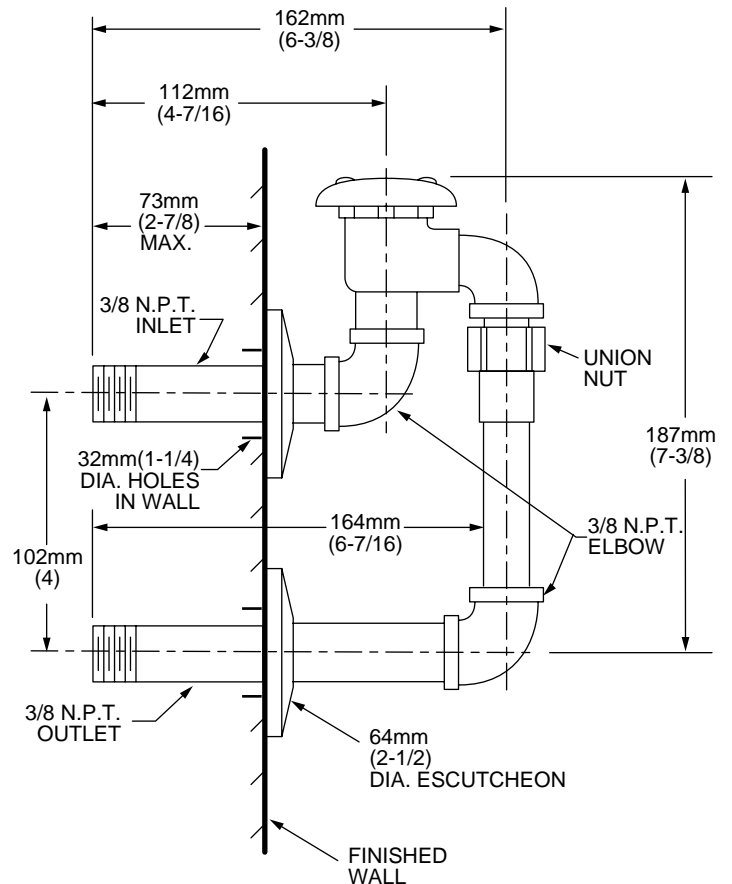 162mm
(6-3/8)
112mm
(4-7/16)
73mm
(2-7/8)
MAX.
3/8 N.P.T.
INLET
UNION
NUT
187mm
(7-3/8)
32mm(1-1/4)
DIA. HOLES
IN WALL
164mm
(6-7/16)
3/8 N.P.T.
ELBOW
102mm
(4)
3/8 N.P.T.
OUTLET
64mm
(2-1/2)
DIA. ESCUTCHEON
FINISHED
WALL